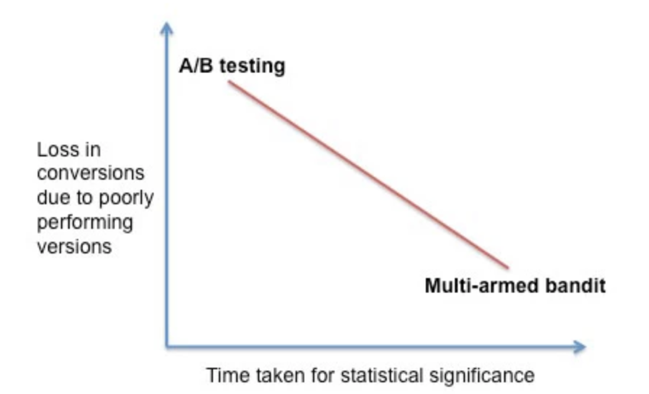 A/B testing
Loss in
conversions
due to poorly
performing
versions
Multi-armed bandit
Time taken for statistical significance